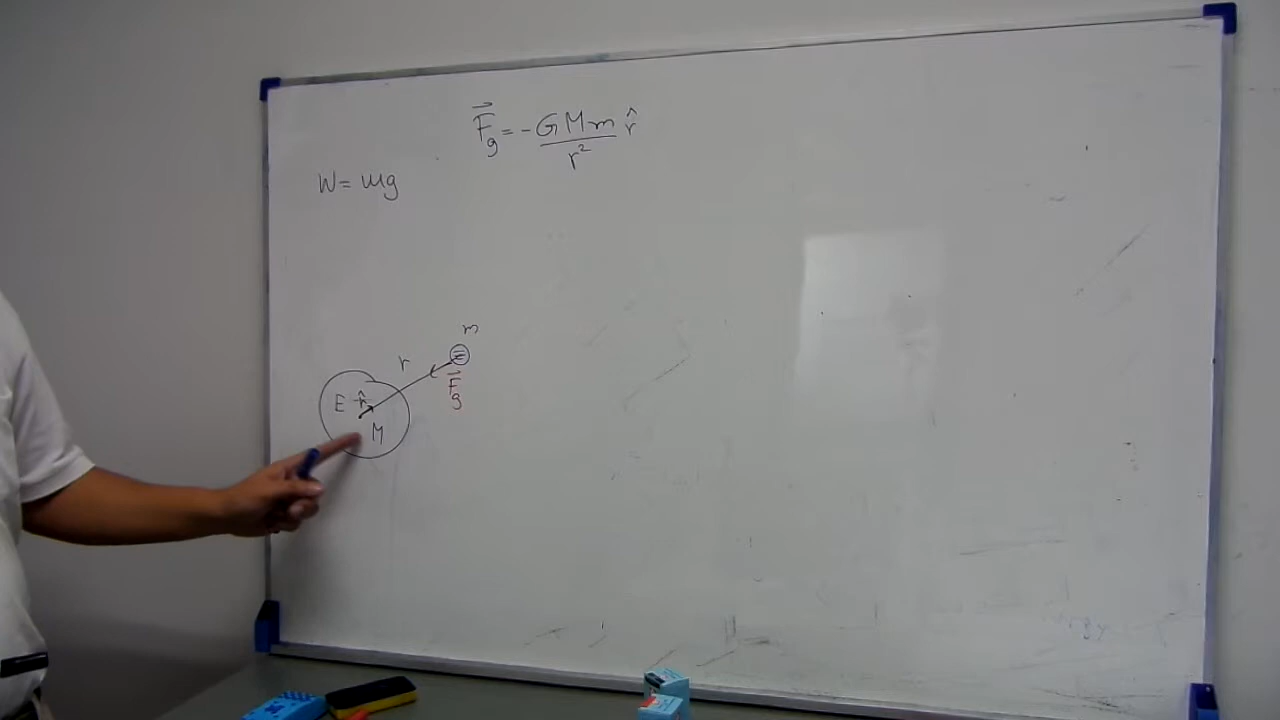 F⃗g = - GMm/r² r̂
W = mg
m
r
F⃗g
E r̂
M